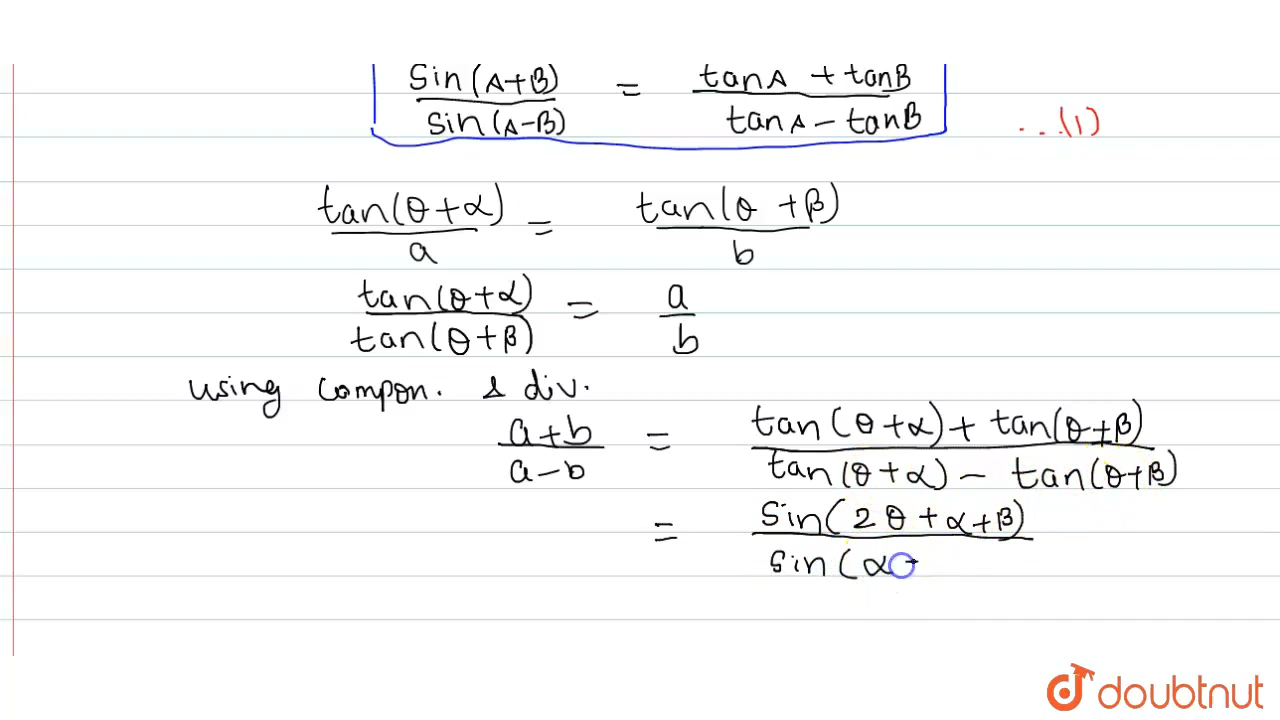 Sin(A+B) / sin(A-B) = tanA + tanB / tanA - tanB
...(1)
tan(θ+α) / a = tan(θ+β) / b
tan(θ+α) / tan(θ+β) = a / b
using compon. & div.
a+b / a-b = tan(θ+α) + tan(θ+β) / tan(θ+α) - tan(θ+β)
= Sin(2θ+α+β) / sin(α
doubtnut